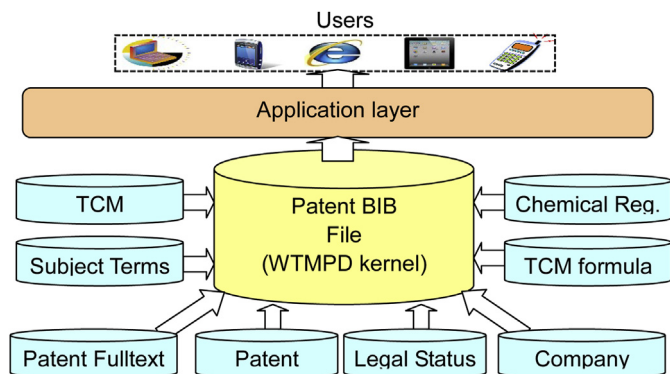 Users
Application layer
Patent BIB
File
(WTMPD kernel)
TCM
Subject Terms
Chemical Reg.
TCM formula
Patent Fulltext
Patent
Legal Status
Company